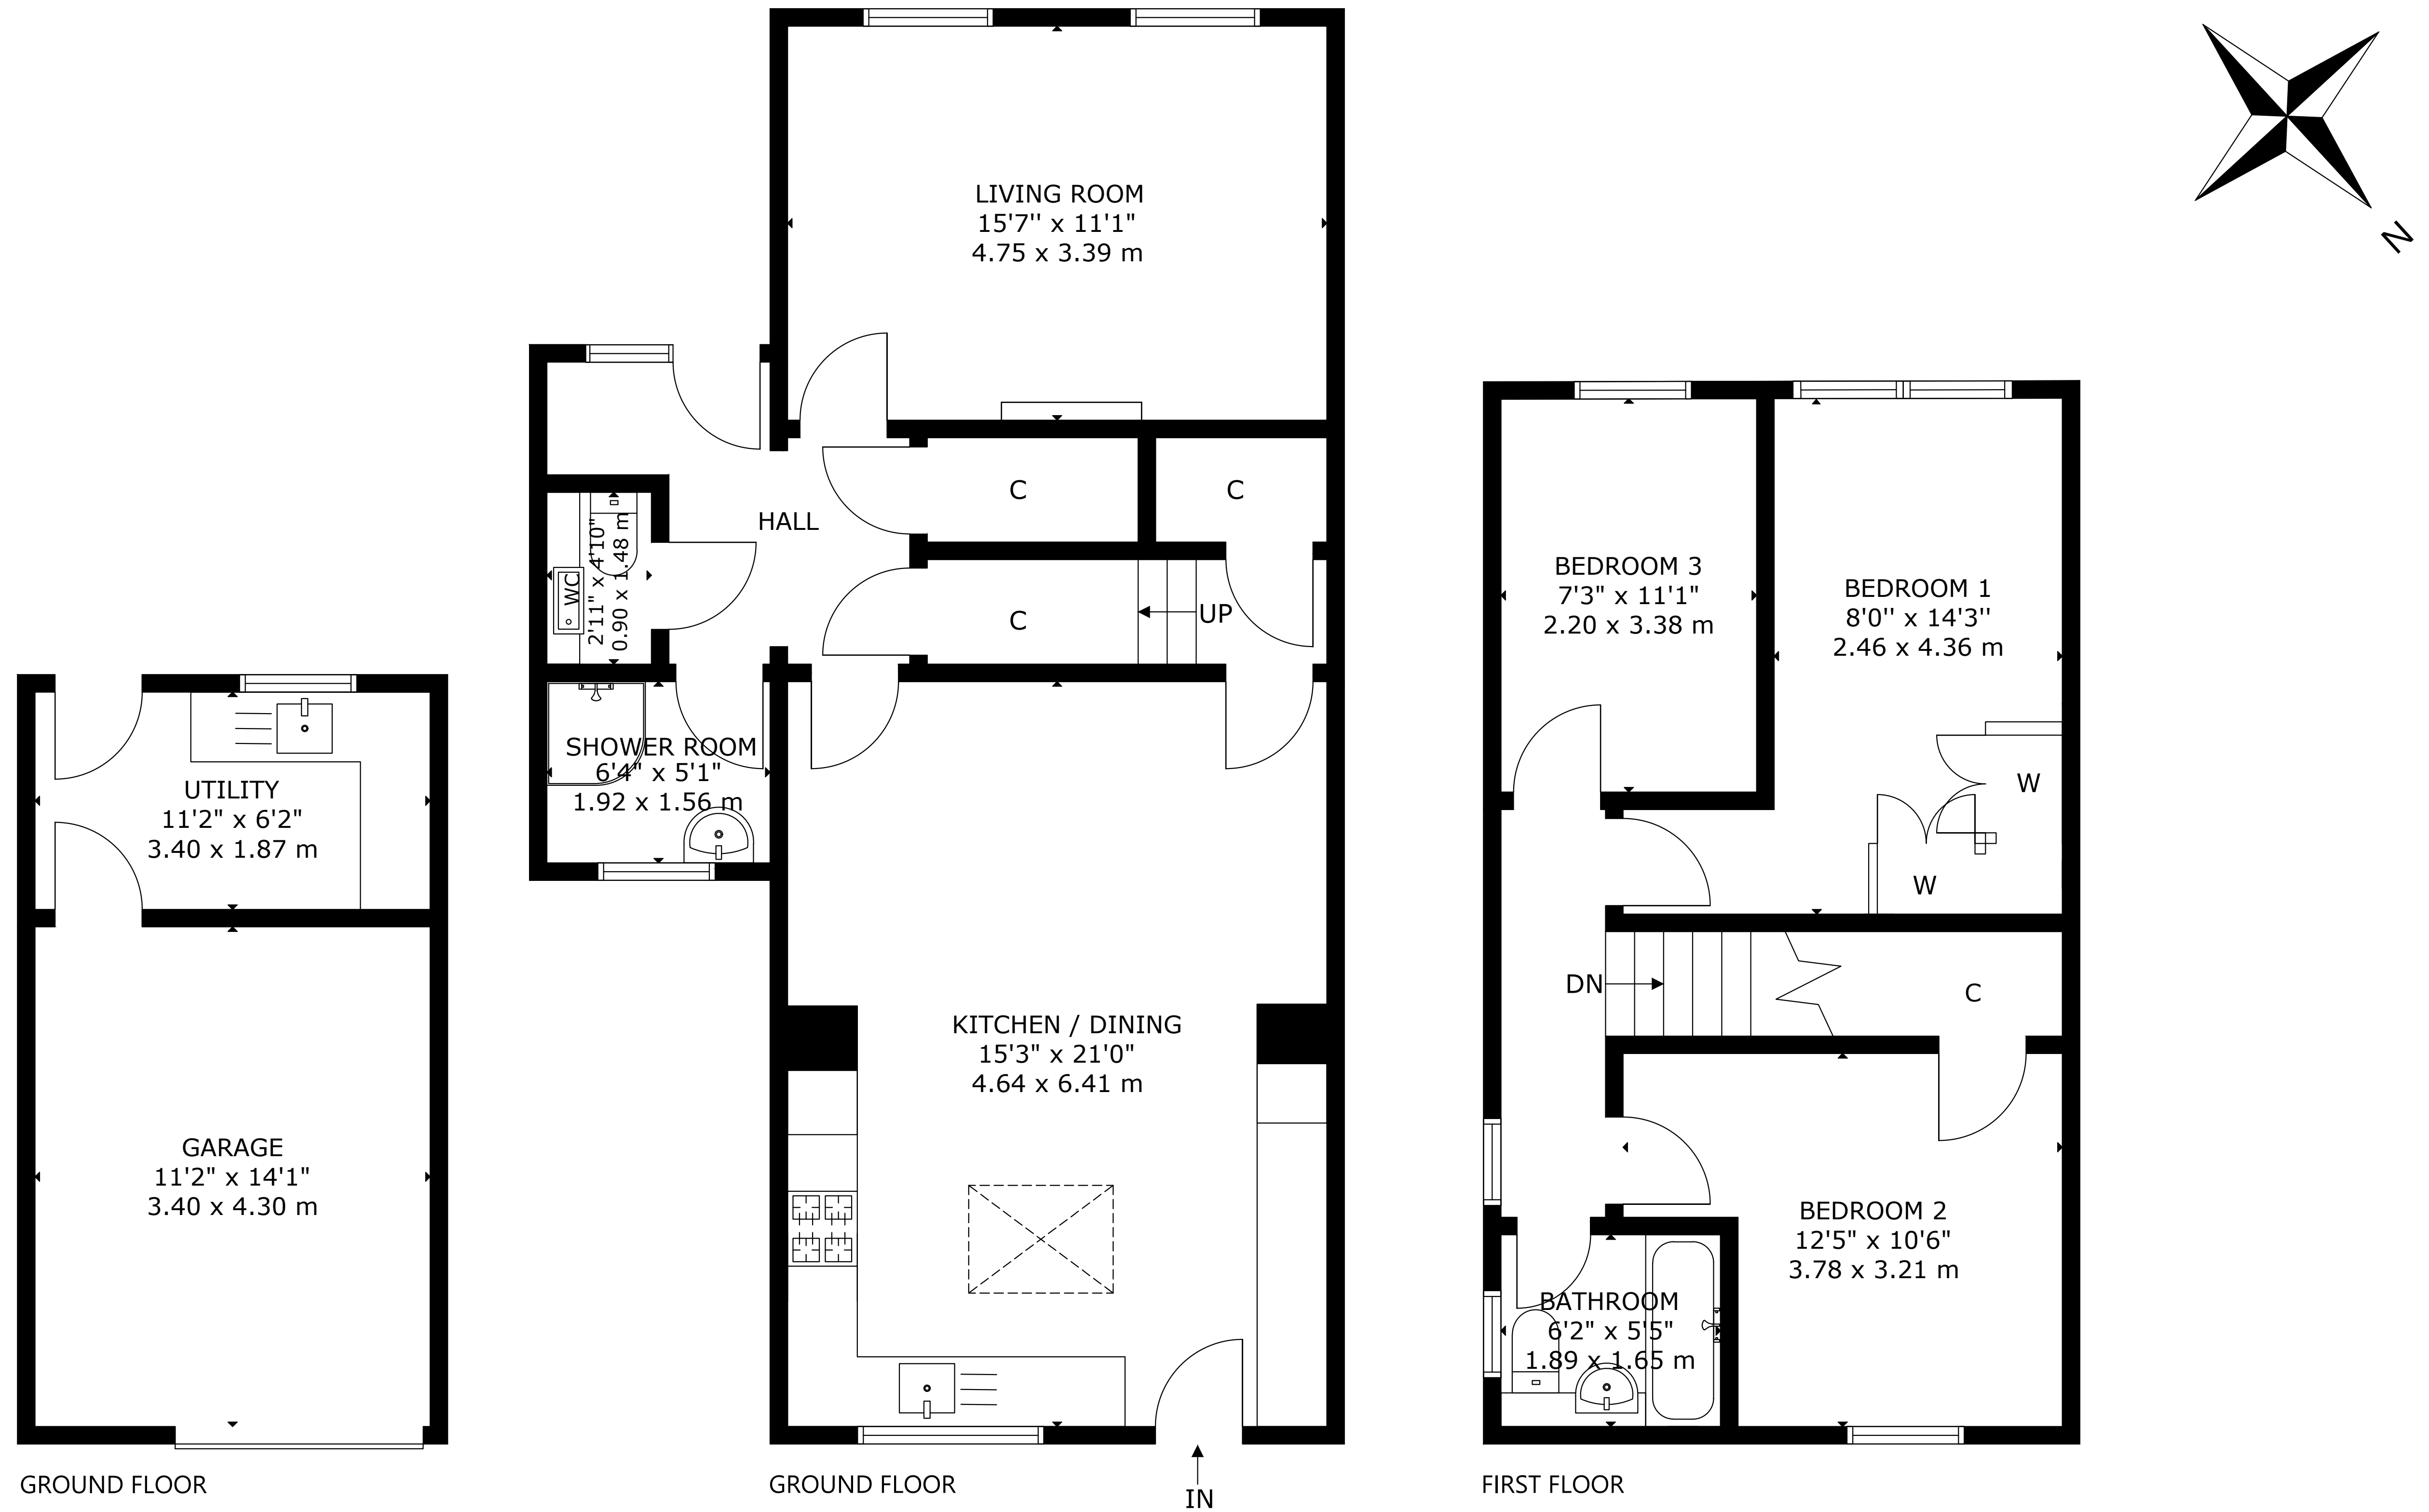 N
LIVING ROOM
15'7'' x 11'1"
4.75 x 3.39 m
HALL
C
C
C
UP
WC
2'11" x 4'10"
0.90 x 1.48 m
SHOWER ROOM
6'4" x 5'1"
1.92 x 1.56 m
KITCHEN / DINING
15'3" x 21'0"
4.64 x 6.41 m
IN
GROUND FLOOR
UTILITY
11'2" x 6'2"
3.40 x 1.87 m
GARAGE
11'2" x 14'1"
3.40 x 4.30 m
GROUND FLOOR
BEDROOM 3
7'3" x 11'1"
2.20 x 3.38 m
BEDROOM 1
8'0'' x 14'3''
2.46 x 4.36 m
W
W
DN
C
BEDROOM 2
12'5" x 10'6"
3.78 x 3.21 m
BATHROOM
6'2" x 5'5"
1.89 x 1.65 m
FIRST FLOOR